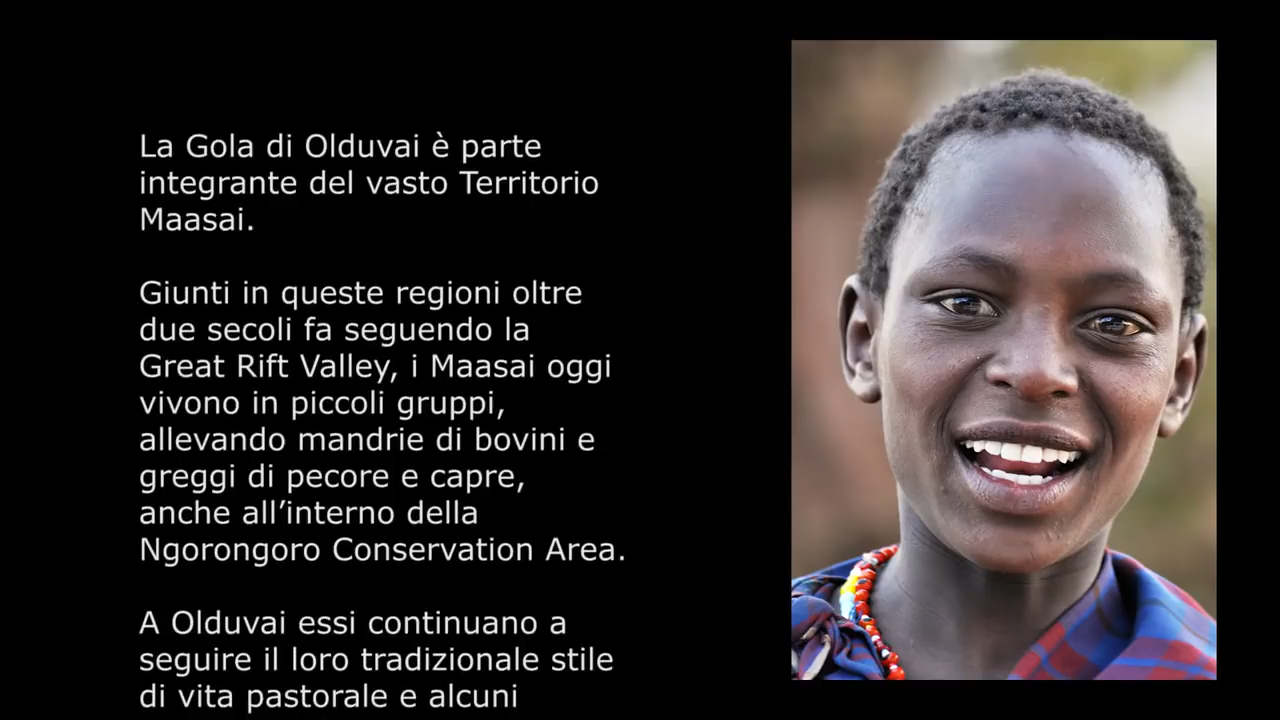 La Gola di Olduvai è parte
integrante del vasto Territorio
Maasai.
Giunti in queste regioni oltre
due secoli fa seguendo la
Great Rift Valley, i Maasai oggi
vivono in piccoli gruppi,
allevando mandrie di bovini e
greggi di pecore e capre,
anche all’interno della
Ngorongoro Conservation Area.
A Olduvai essi continuano a
seguire il loro tradizionale stile
di vita pastorale e alcuni